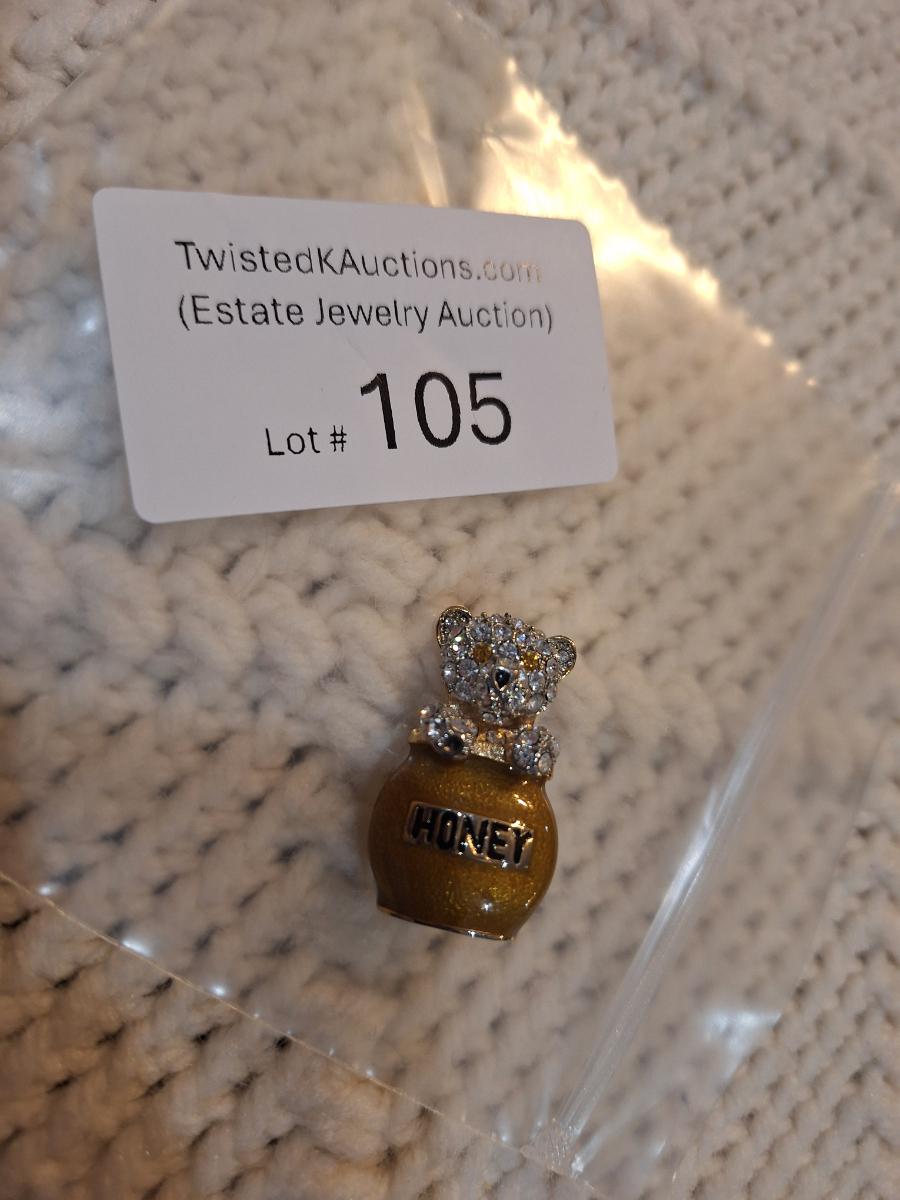 TwistedKAuctions.com
(Estate Jewelry Auction)
Lot # 105
HONEY